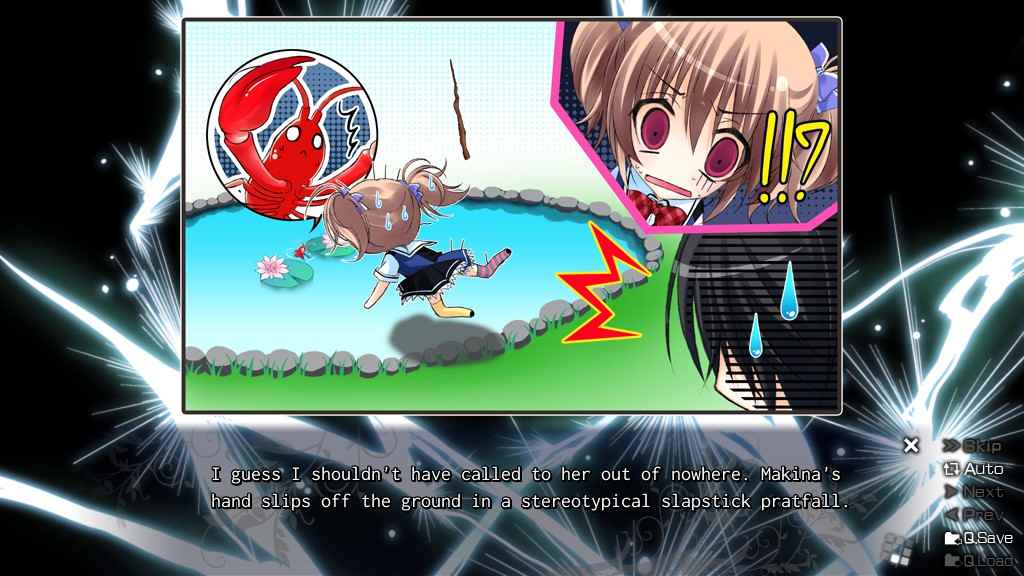 !!?
I guess I shouldn't have called to her out of nowhere. Makina's
hand slips off the ground in a stereotypical slapstick pratfall.
Skip
Auto
Next
Prev
Q.Save
Q.Load